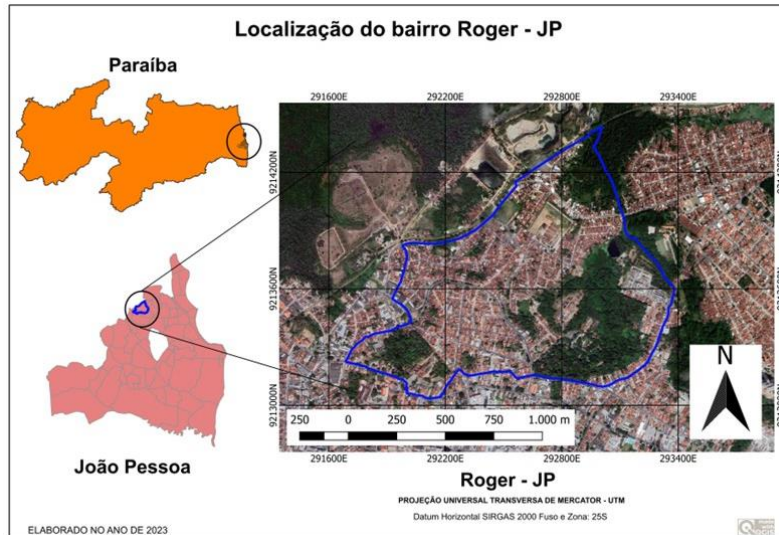 Localização do bairro Roger - JP
Paraíba
291600E 292200E 292800E 293400E
9214200N
9213600N
9213000N
N
250 0 250 500 750 1.000 m
291600E 292200E 292800E 293400E
João Pessoa
Roger - JP
PROJEÇÃO UNIVERSAL TRANSVERSA DE MERCATOR - UTM
Datum Horizontal SIRGAS 2000 Fuso e Zona: 25S
ELABORADO NO ANO DE 2023
QGIS